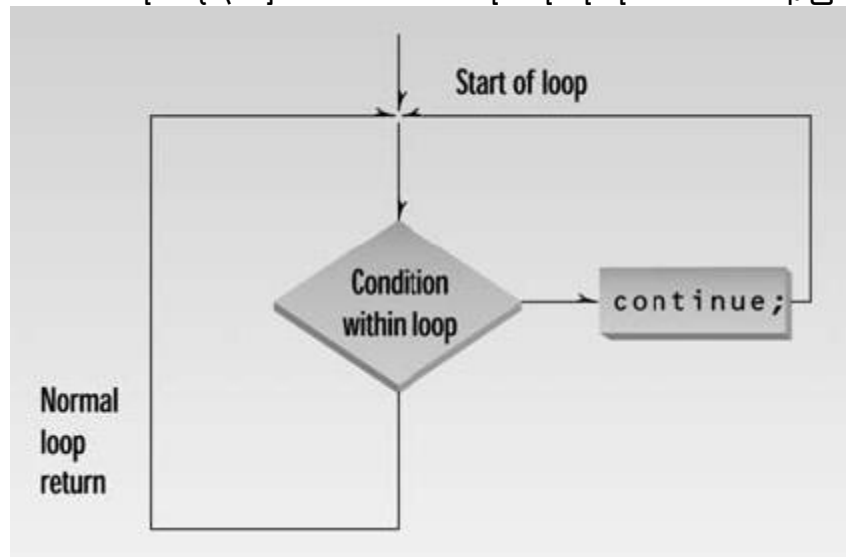 Start of loop
Condition
within loop
continue;
Normal
loop
return